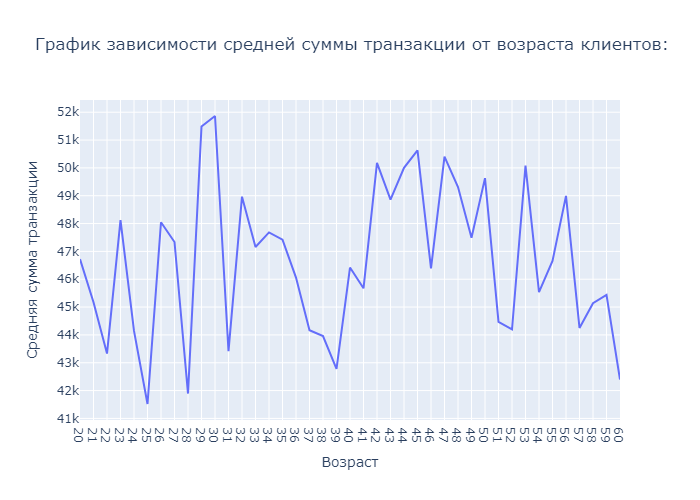 График зависимости средней суммы транзакции от возраста клиентов:
52k
51k
50k
49k
48k
47k
46k
45k
44k
43k
42k
41k
Средняя сумма транзакции
20 21 22 23 24 25 26 27 28 29 30 31 32 33 34 35 36 37 38 39 40 41 42 43 44 45 46 47 48 49 50 51 52 53 54 55 56 57 58 59 60
Возраст